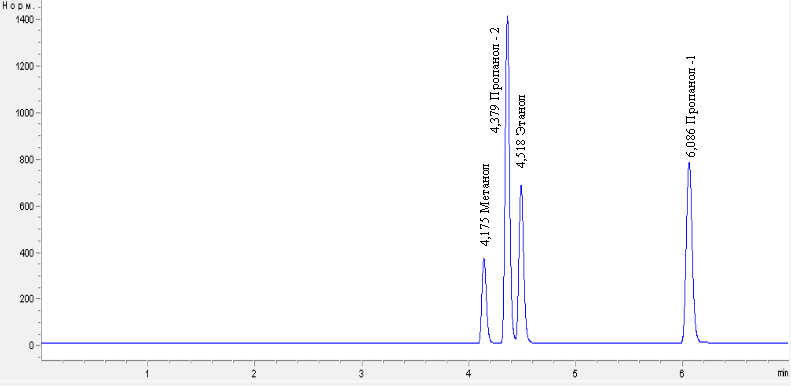 Норм.
1400
1200
1000
800
600
400
200
0
4,175 Метанол
4,379 Пропанол - 2
4,518 Этанол
6,086 Пропанол -1
1 2 3 4 5 6 min